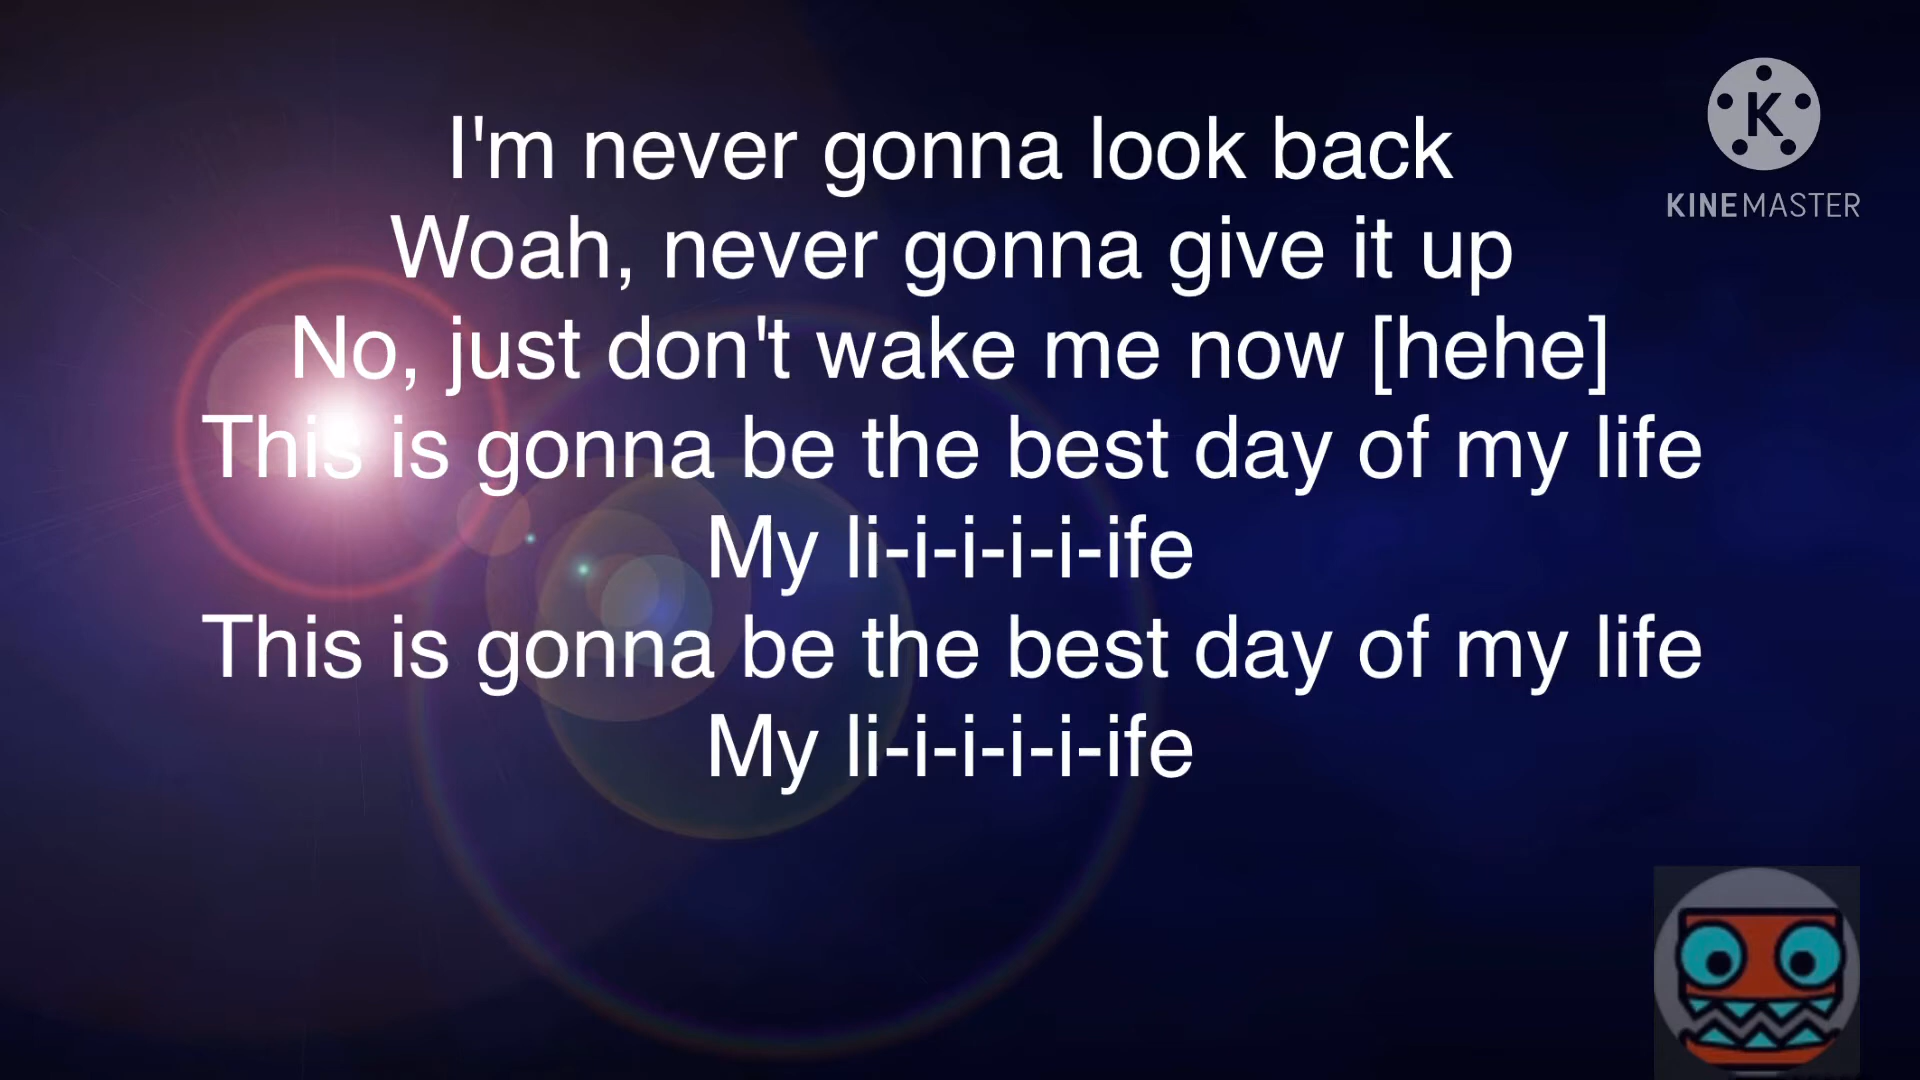 I'm never gonna look back
Woah, never gonna give it up
No, just don't wake me now [hehe]
This is gonna be the best day of my life
My li-i-i-i-i-ife
This is gonna be the best day of my life
My li-i-i-i-i-ife
K
KINEMASTER